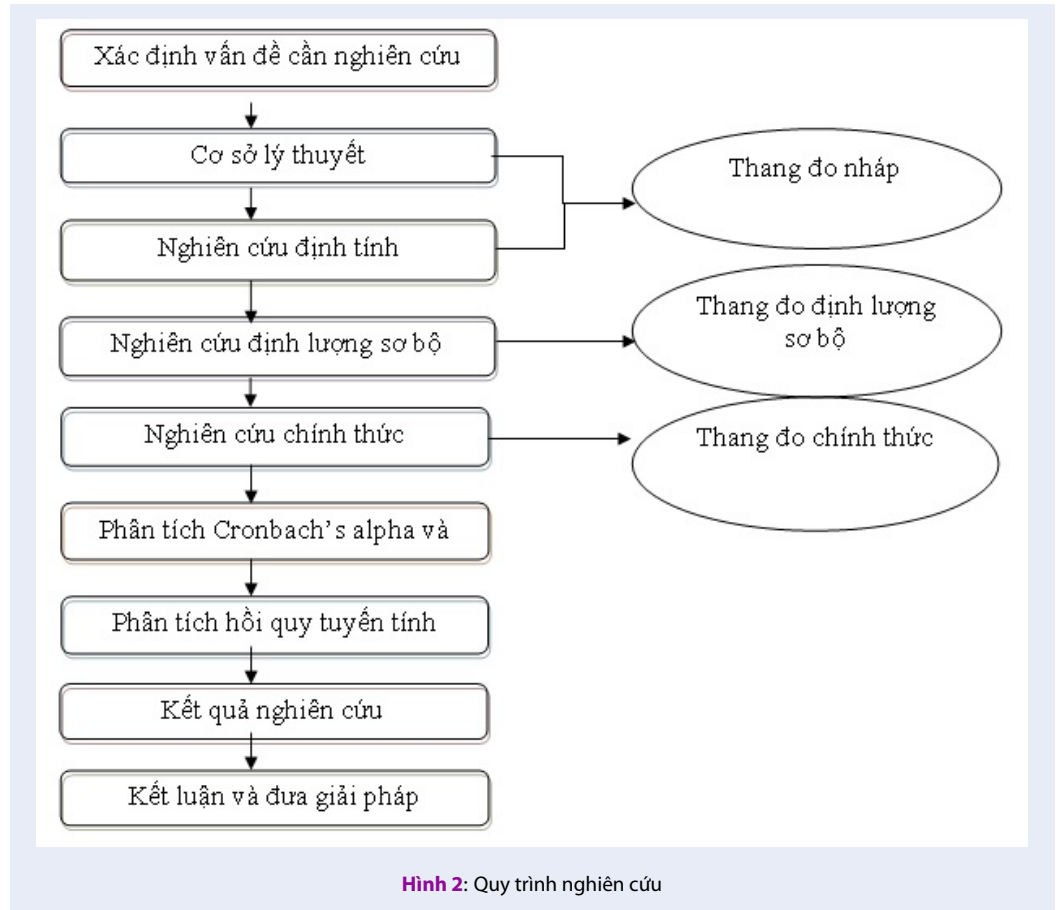 Xác định vấn đề cần nghiên cứu
Cơ sở lý thuyết
Thang đo nháp
Nghiên cứu định tính
Thang đo định lượng
sơ bộ
Nghiên cứu định lượng sơ bộ
Nghiên cứu chính thức
Thang đo chính thức
Phân tích Cronbach's alpha và
Phân tích hồi quy tuyến tính
Kết quả nghiên cứu
Kết luận và đưa giải pháp
Hình 2: Quy trình nghiên cứu